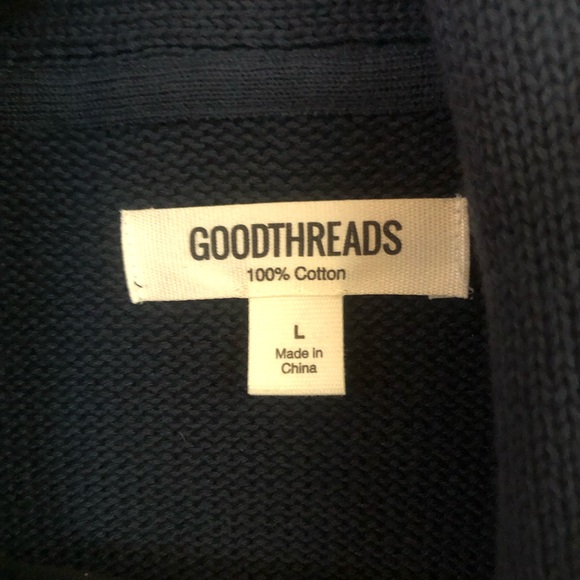 GOODTHREADS
100% Cotton
L
Made in
China